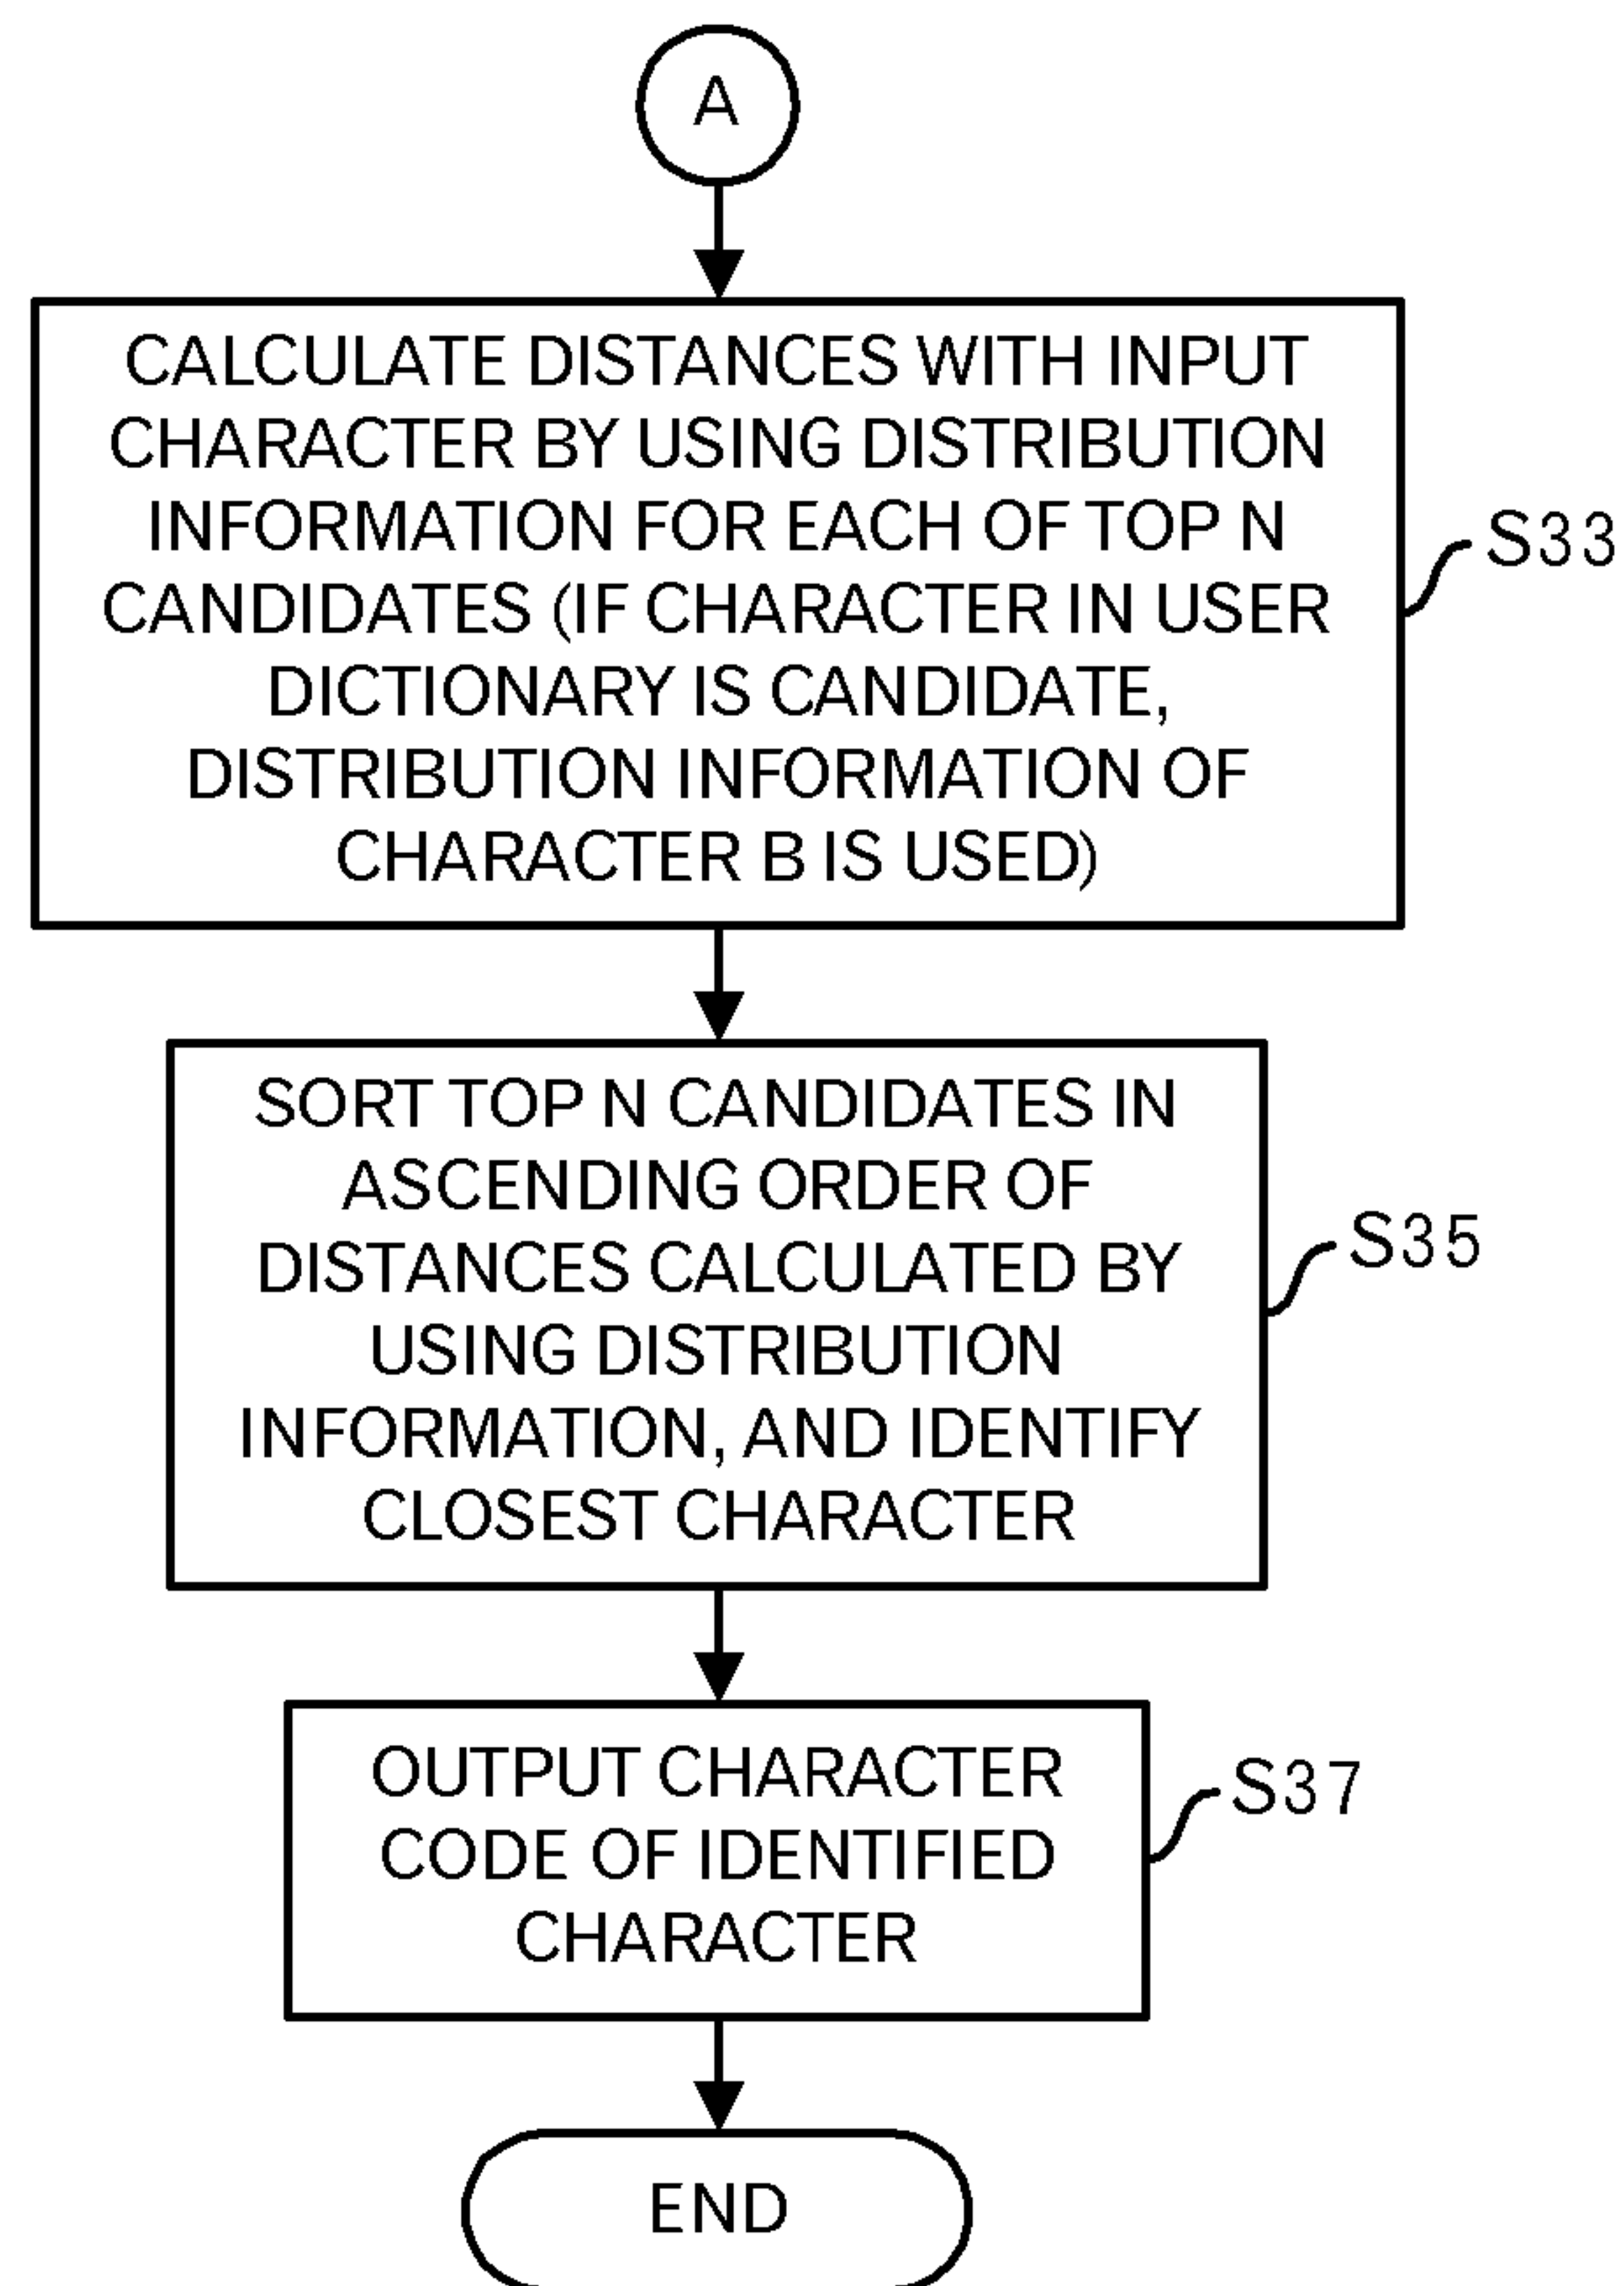 A
CALCULATE DISTANCES WITH INPUT
CHARACTER BY USING DISTRIBUTION
INFORMATION FOR EACH OF TOP N
CANDIDATES (IF CHARACTER IN USER
DICTIONARY IS CANDIDATE,
DISTRIBUTION INFORMATION OF
CHARACTER B IS USED)
S33
SORT TOP N CANDIDATES IN
ASCENDING ORDER OF
DISTANCES CALCULATED BY
USING DISTRIBUTION
INFORMATION, AND IDENTIFY
CLOSEST CHARACTER
S35
OUTPUT CHARACTER
CODE OF IDENTIFIED
CHARACTER
S37
END